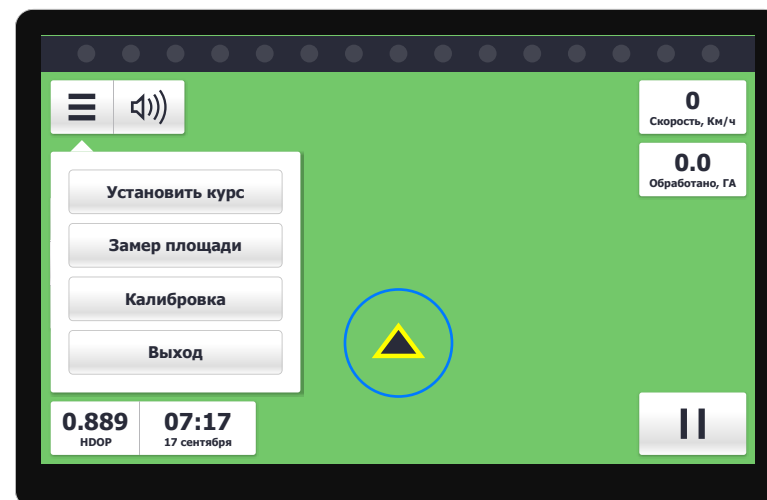 0
Скорость, Км/ч
0.0
Обработано, ГА
Установить курс
Замер площади
Калибровка
Выход
0.889
HDOP
07:17
17 сентября